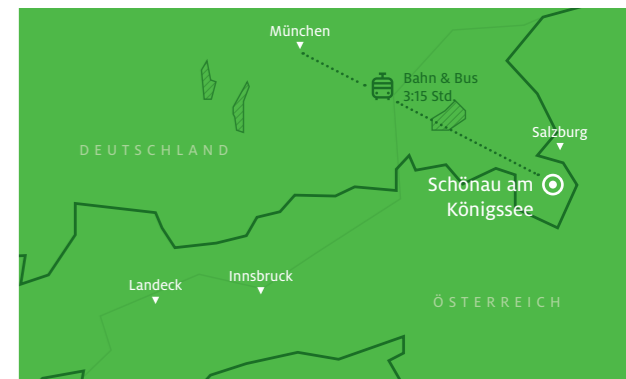 München
Bahn & Bus
3:15 Std.
Salzburg
DEUTSCHLAND
Schönau am
Königssee
Innsbruck
Landeck
ÖSTERREICH